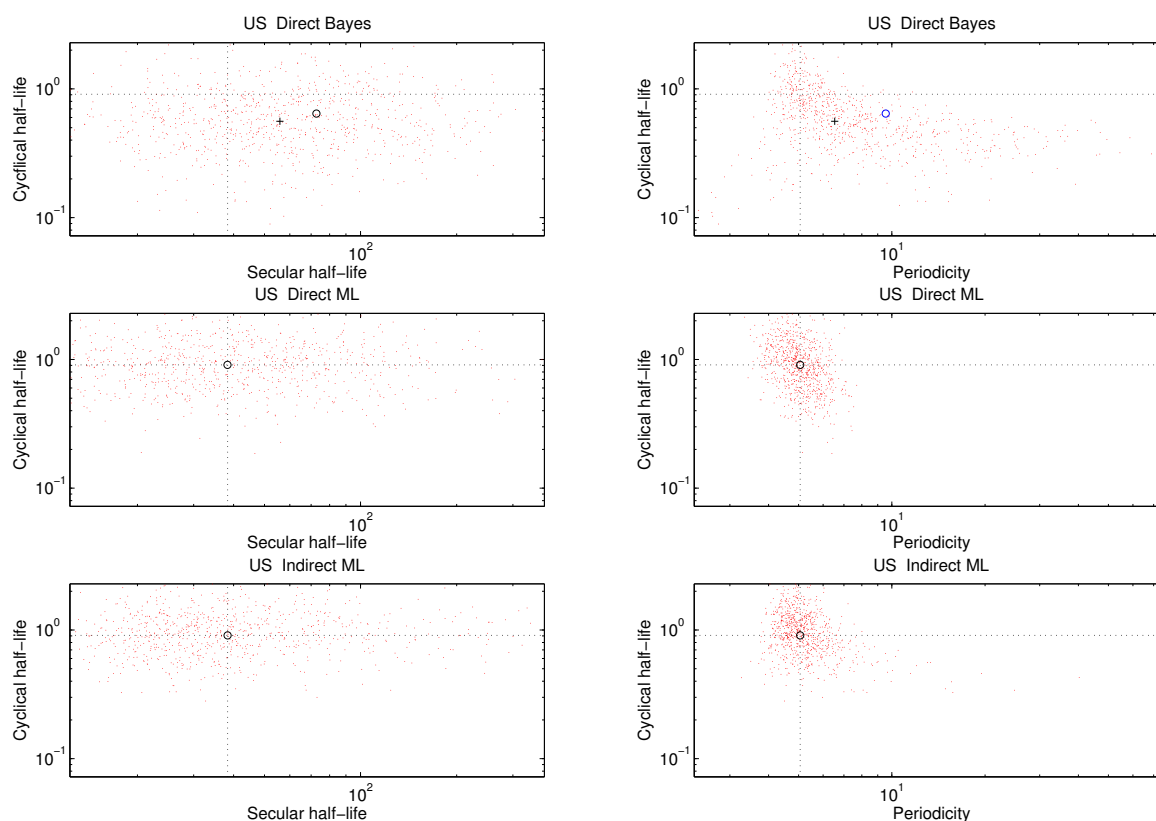 US Direct Bayes
US Direct Bayes
Cycflical half−life
10^0
10^−1
10^2
Secular half−life
Cyclical half−life
10^0
10^−1
10^1
Periodicity
US Direct ML
US Direct ML
Cyclical half−life
10^0
10^−1
10^2
Secular half−life
Cyclical half−life
10^0
10^−1
10^1
Periodicity
US Indirect ML
US Indirect ML
Cyclical half−life
10^0
10^−1
10^2
Secular half−life
Cyclical half−life
10^0
10^−1
10^1
Periodicity